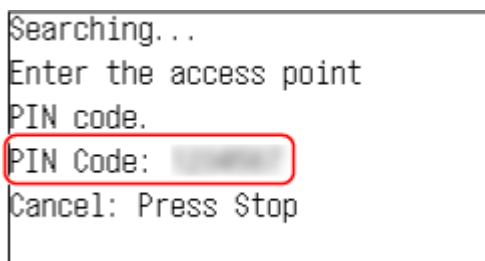 Searching...
Enter the access point
PIN code.
PIN Code:
Cancel: Press Stop